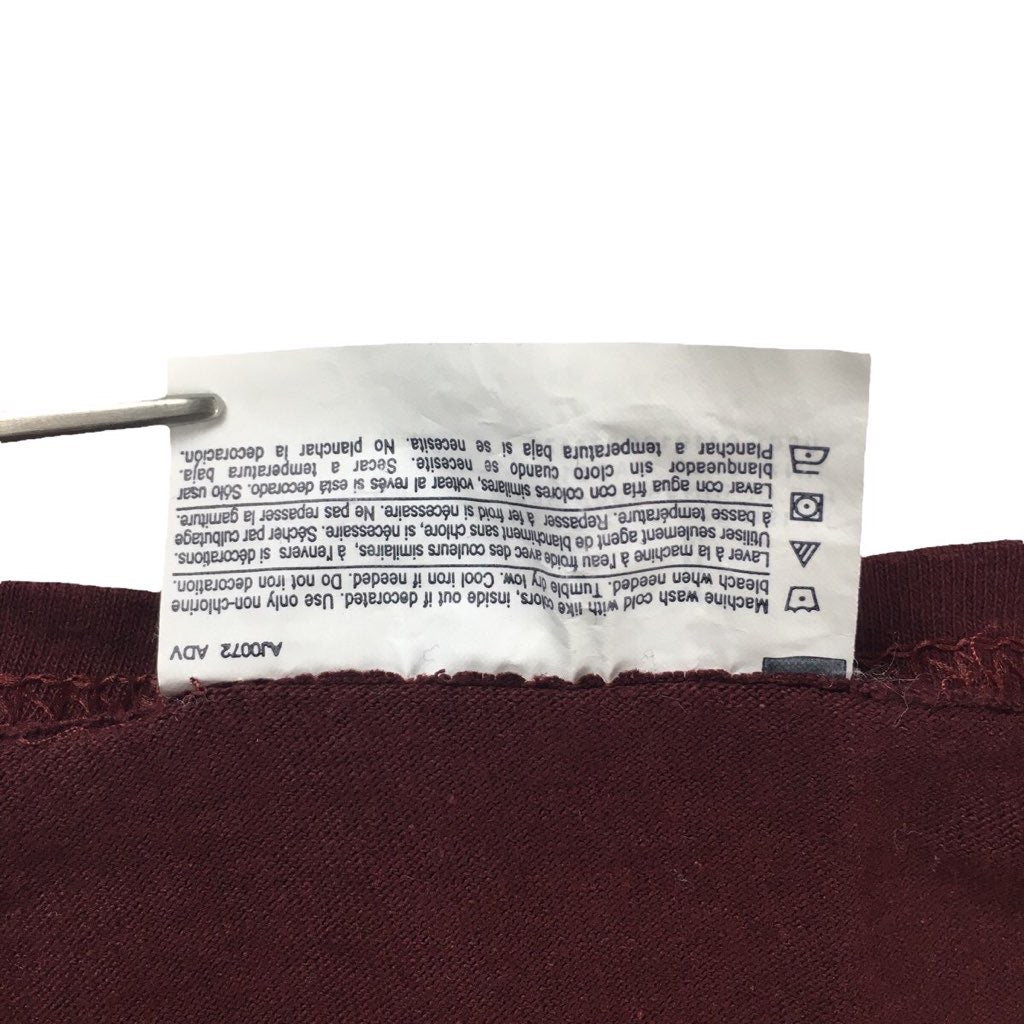 AJ0072 ADV
Machine wash cold with like colors, inside out if decorated. Use only non-chlorine
bleach when needed. Tumble dry low. Cool iron if needed. Do not iron decoration.
Laver à la machine à l'eau froide avec des couleurs similaires, à l'envers, si décorations.
Utiliser seulement agent de blanchiment sans chlore, si nécessaire. Sécher par culbutage
à basse température. Repasser à fer froid si nécessaire. Ne pas repasser la garniture.
Lavar con agua fría con colores similares, voltear al revés si está decorado. Sólo usar
blanqueador sin cloro cuando se necesite. Secar a temperatura baja.
Planchar a temperatura baja si se necesita. No planchar la decoración.